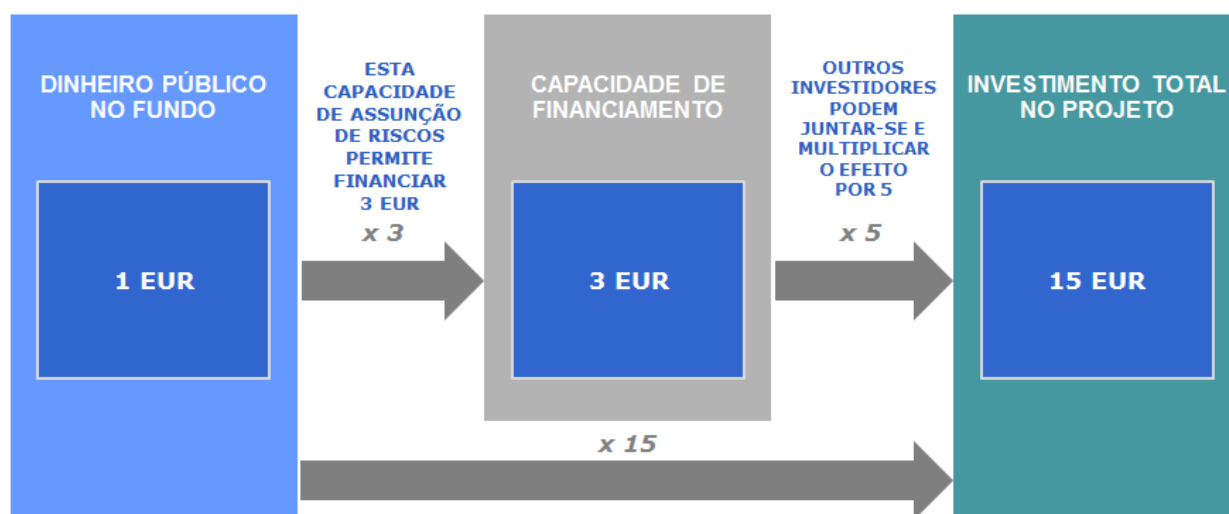 DINHEIRO PÚBLICO
NO FUNDO
1 EUR
ESTA
CAPACIDADE
DE ASSUNÇÃO
DE RISCOS
PERMITE
FINANCIAR
3 EUR
x 3
CAPACIDADE DE
FINANCIAMENTO
3 EUR
OUTROS
INVESTIDORES
PODEM
JUNTAR-SE E
MULTIPLICAR
O EFEITO
POR 5
x 5
INVESTIMENTO TOTAL
NO PROJETO
15 EUR
x 15